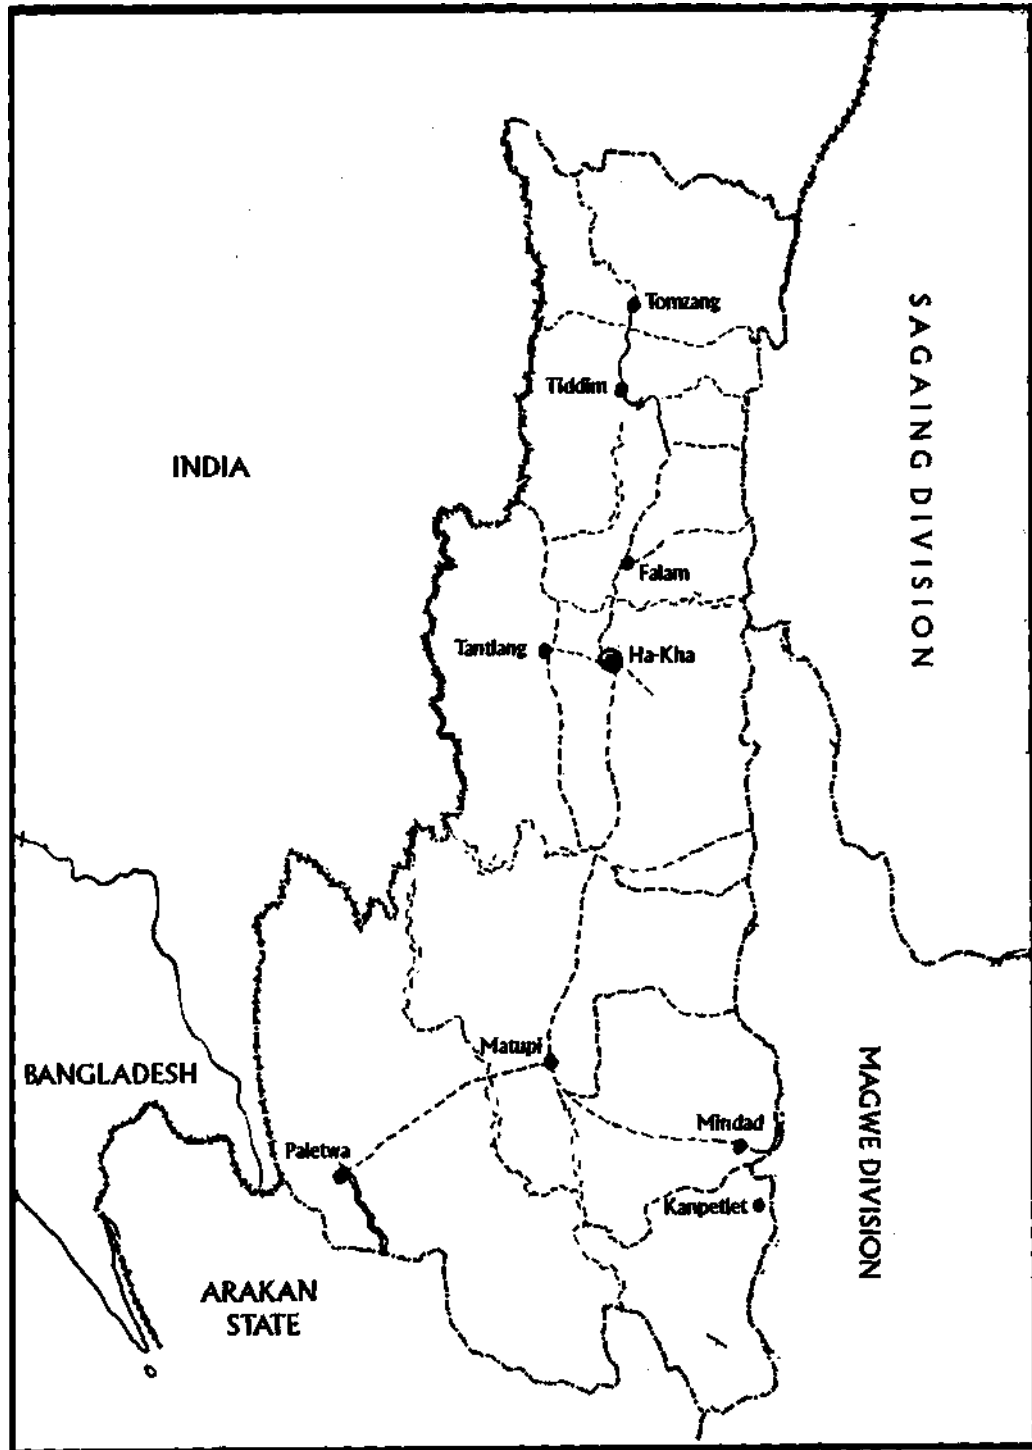 Tomzang
SAGAING DIVISION
Tiddim
INDIA
Falam
Tantlang
Ha-Kha
Matupi
BANGLADESH
MAGWE DIVISION
Mindad
Paletwa
Kanpetlet
ARAKAN
STATE